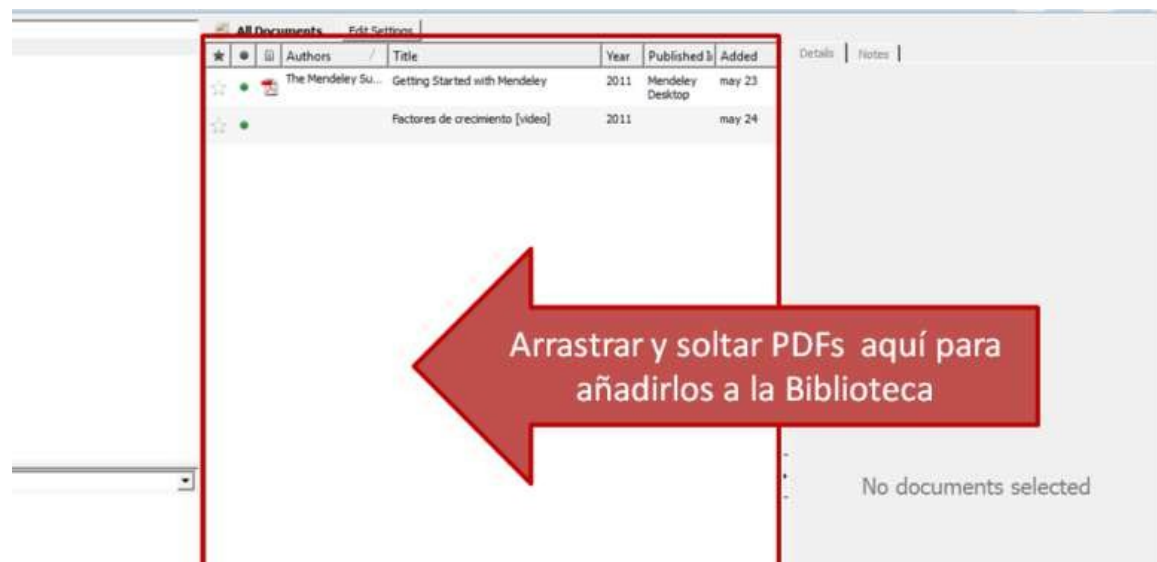 All Documents Edit Settings
Authors Title Year Published I Added
Details Notes
The Mendeley Su... Getting Started with Mendeley 2011 Mendeley may 23
Desktop
Factores de crecimiento [video] 2011 may 24
Arrastrar y soltar PDFs aquí para
añadirlos a la Biblioteca
No documents selected